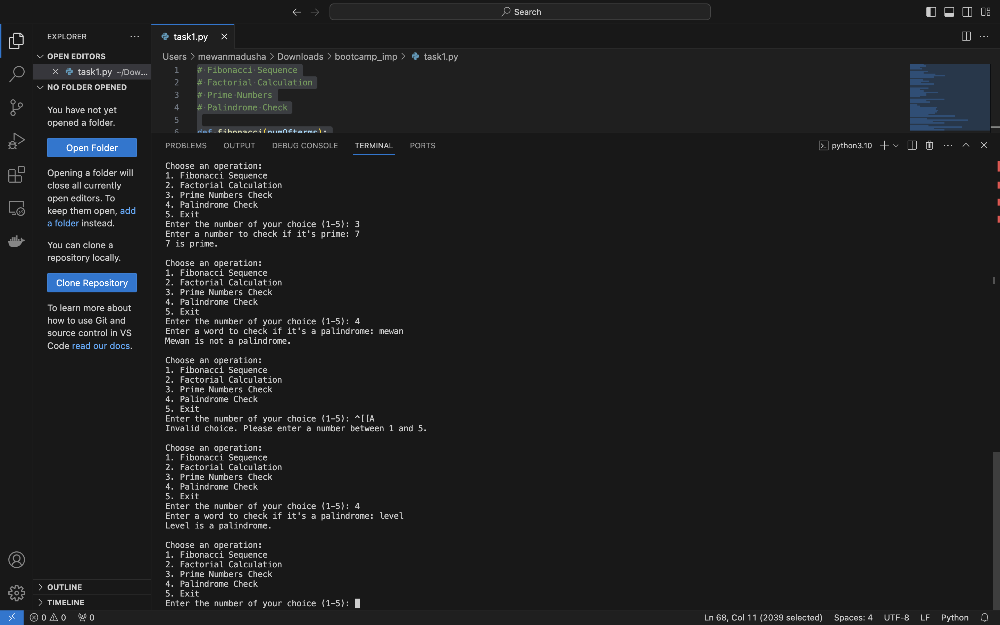 Search
EXPLORER
OPEN EDITORS
task1.py ~/Dow...
NO FOLDER OPENED
You have not yet
opened a folder.
Open Folder
Opening a folder will
close all currently
open editors. To
keep them open, add
a folder instead.
You can clone a
repository locally.
Clone Repository
To learn more about
how to use Git and
source control in VS
Code read our docs.
OUTLINE
TIMELINE
task1.py
Users > mewanmadusha > Downloads > bootcamp_imp > task1.py
1 # Fibonacci Sequence
2 # Factorial Calculation
3 # Prime Numbers
4 # Palindrome Check
5
6 def fibonacci(numOfterms):
PROBLEMS OUTPUT DEBUG CONSOLE TERMINAL PORTS python3.10
Choose an operation:
1. Fibonacci Sequence
2. Factorial Calculation
3. Prime Numbers Check
4. Palindrome Check
5. Exit
Enter the number of your choice (1-5): 3
Enter a number to check if it's prime: 7
7 is prime.
Choose an operation:
1. Fibonacci Sequence
2. Factorial Calculation
3. Prime Numbers Check
4. Palindrome Check
5. Exit
Enter the number of your choice (1-5): 4
Enter a word to check if it's a palindrome: mewan
Mewan is not a palindrome.
Choose an operation:
1. Fibonacci Sequence
2. Factorial Calculation
3. Prime Numbers Check
4. Palindrome Check
5. Exit
Enter the number of your choice (1-5): ^[[A
Invalid choice. Please enter a number between 1 and 5.
Choose an operation:
1. Fibonacci Sequence
2. Factorial Calculation
3. Prime Numbers Check
4. Palindrome Check
5. Exit
Enter the number of your choice (1-5): 4
Enter a word to check if it's a palindrome: level
Level is a palindrome.
Choose an operation:
1. Fibonacci Sequence
2. Factorial Calculation
3. Prime Numbers Check
4. Palindrome Check
5. Exit
Enter the number of your choice (1-5):
0 0 0 Ln 68, Col 11 (2039 selected) Spaces: 4 UTF-8 LF Python